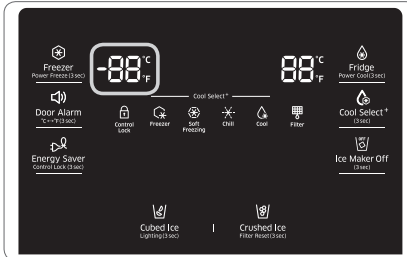 Freezer
Power Freeze (3 sec)
-88 °C
°F
88 °C
°F
Fridge
Power Cool (3 sec)
Cool Select+
Door Alarm
°C ↔ °F (3 sec)
Control
Lock
Freezer
Soft
Freezing
Chill
Cool
Filter
Cool Select+
(3 sec)
Energy Saver
Control Lock (3 sec)
OFF
Ice Maker Off
(3 sec)
Cubed Ice
Lighting (3 sec)
Crushed Ice
Filter Reset (3 sec)